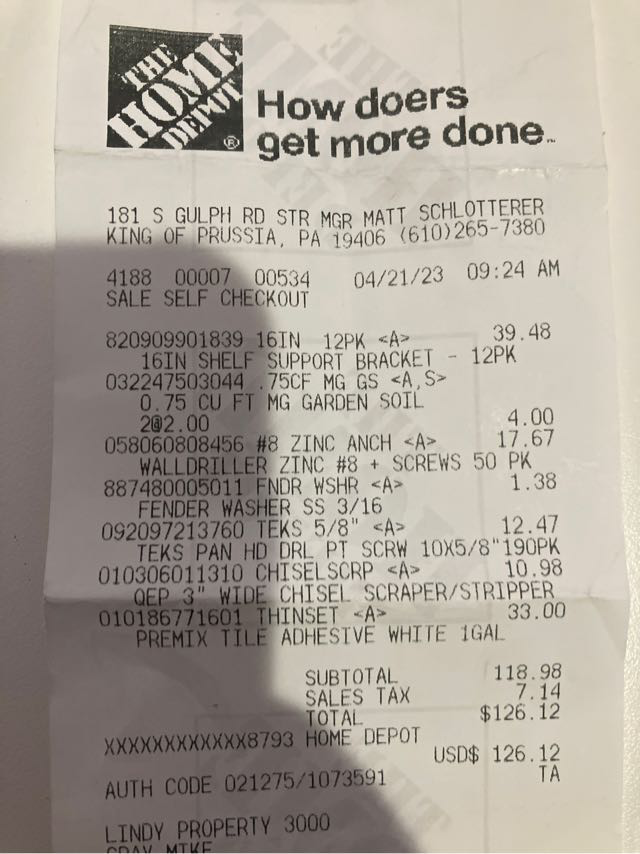 THE
HOME
DEPOT
®
How doers
get more done™
181 S GULPH RD STR MGR MATT SCHLOTTERER
KING OF PRUSSIA, PA 19406 (610)265-7380
4188 00007 00534 04/21/23 09:24 AM
SALE SELF CHECKOUT
820909901839 16IN 12PK <A> 39.48
16IN SHELF SUPPORT BRACKET - 12PK
032247503044 .75CF MG GS <A,S>
0.75 CU FT MG GARDEN SOIL
2@2.00 4.00
058060808456 #8 ZINC ANCH <A> 17.67
WALLDRILLER ZINC #8 + SCREWS 50 PK
887480005011 FNDR WSHR <A> 1.38
FENDER WASHER SS 3/16
092097213760 TEKS 5/8" <A> 12.47
TEKS PAN HD DRL PT SCRW 10X5/8"190PK
010306011310 CHISELSCRP <A> 10.98
QEP 3" WIDE CHISEL SCRAPER/STRIPPER
010186771601 THINSET <A> 33.00
PREMIX TILE ADHESIVE WHITE 1GAL
SUBTOTAL 118.98
SALES TAX 7.14
TOTAL $126.12
XXXXXXXXXXXX8793 HOME DEPOT
USD$ 126.12
AUTH CODE 021275/1073591 TA
LINDY PROPERTY 3000
GRAY MIKE